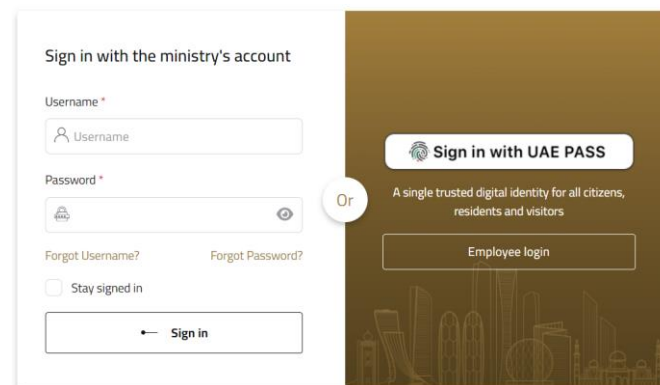 Sign in with the ministry's account
Username *
Username
Password *
Forgot Username?
Forgot Password?
Stay signed in
Sign in
Or
Sign in with UAE PASS
A single trusted digital identity for all citizens,
residents and visitors
Employee login